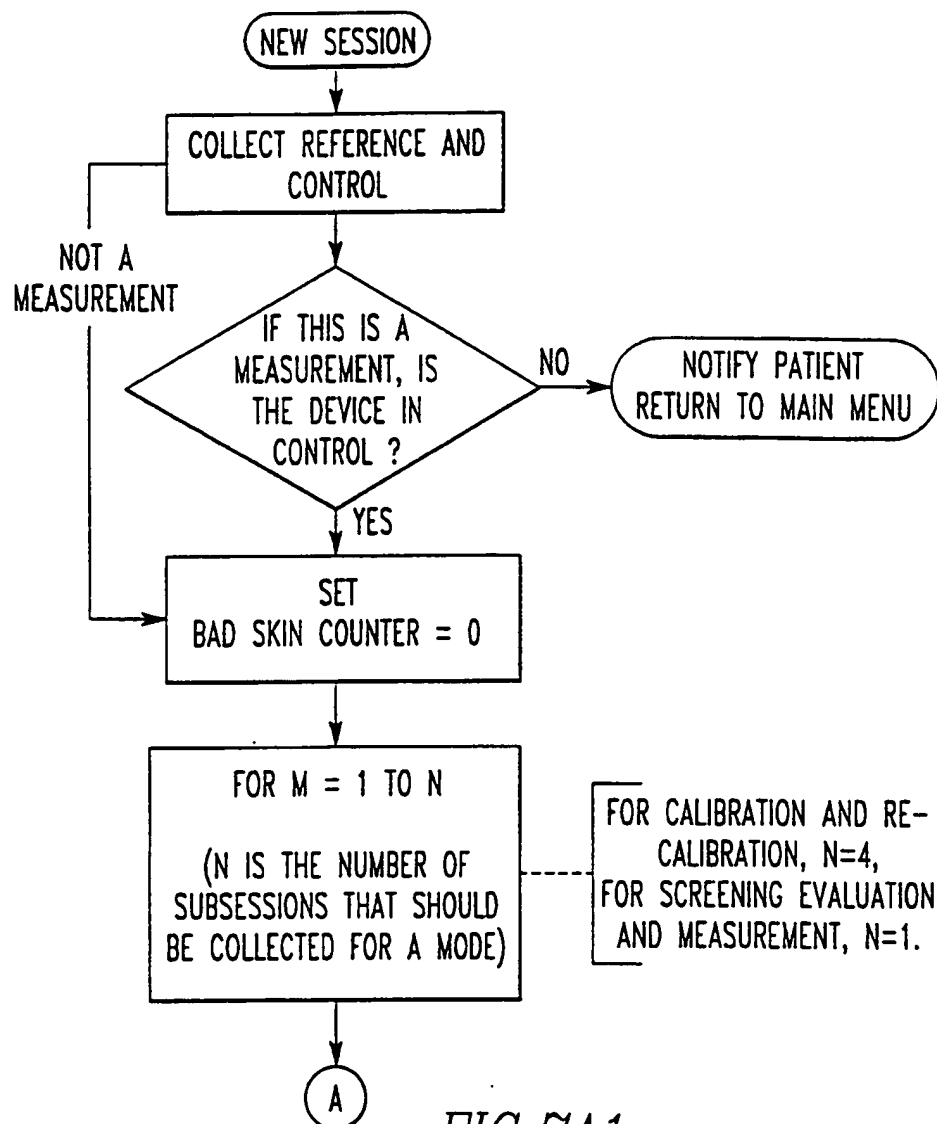 NEW SESSION
COLLECT REFERENCE AND
CONTROL
NOT A
MEASUREMENT
IF THIS IS A
MEASUREMENT, IS
THE DEVICE IN
CONTROL ?
NO
NOTIFY PATIENT
RETURN TO MAIN MENU
YES
SET
BAD SKIN COUNTER = 0
FOR M = 1 TO N
(N IS THE NUMBER OF
SUBSESSIONS THAT SHOULD
BE COLLECTED FOR A MODE)
FOR CALIBRATION AND RE-
CALIBRATION, N=4,
FOR SCREENING EVALUATION
AND MEASUREMENT, N=1.
A
FIG.7A1